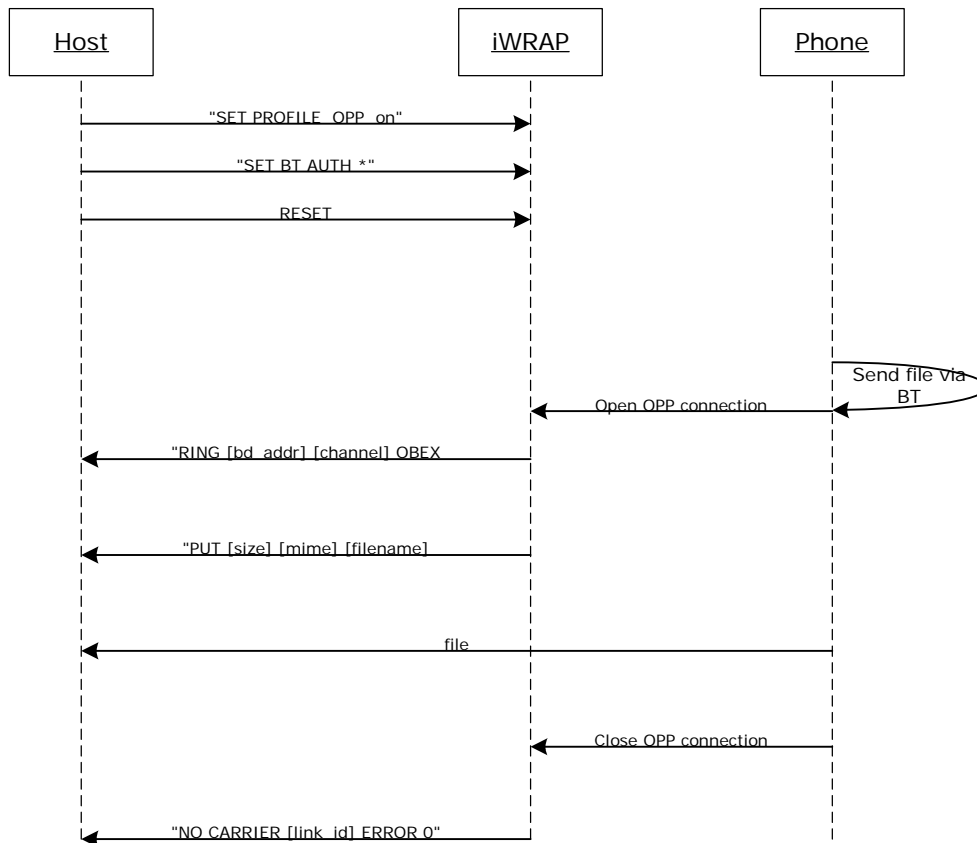 Host
iWRAP
Phone
"SET PROFILE OPP on"
"SET BT AUTH *"
RESET
Send file via
BT
Open OPP connection
"RING [bd_addr] [channel] OBEX
"PUT [size] [mime] [filename]
file
Close OPP connection
"NO CARRIER [link_id] ERROR 0"